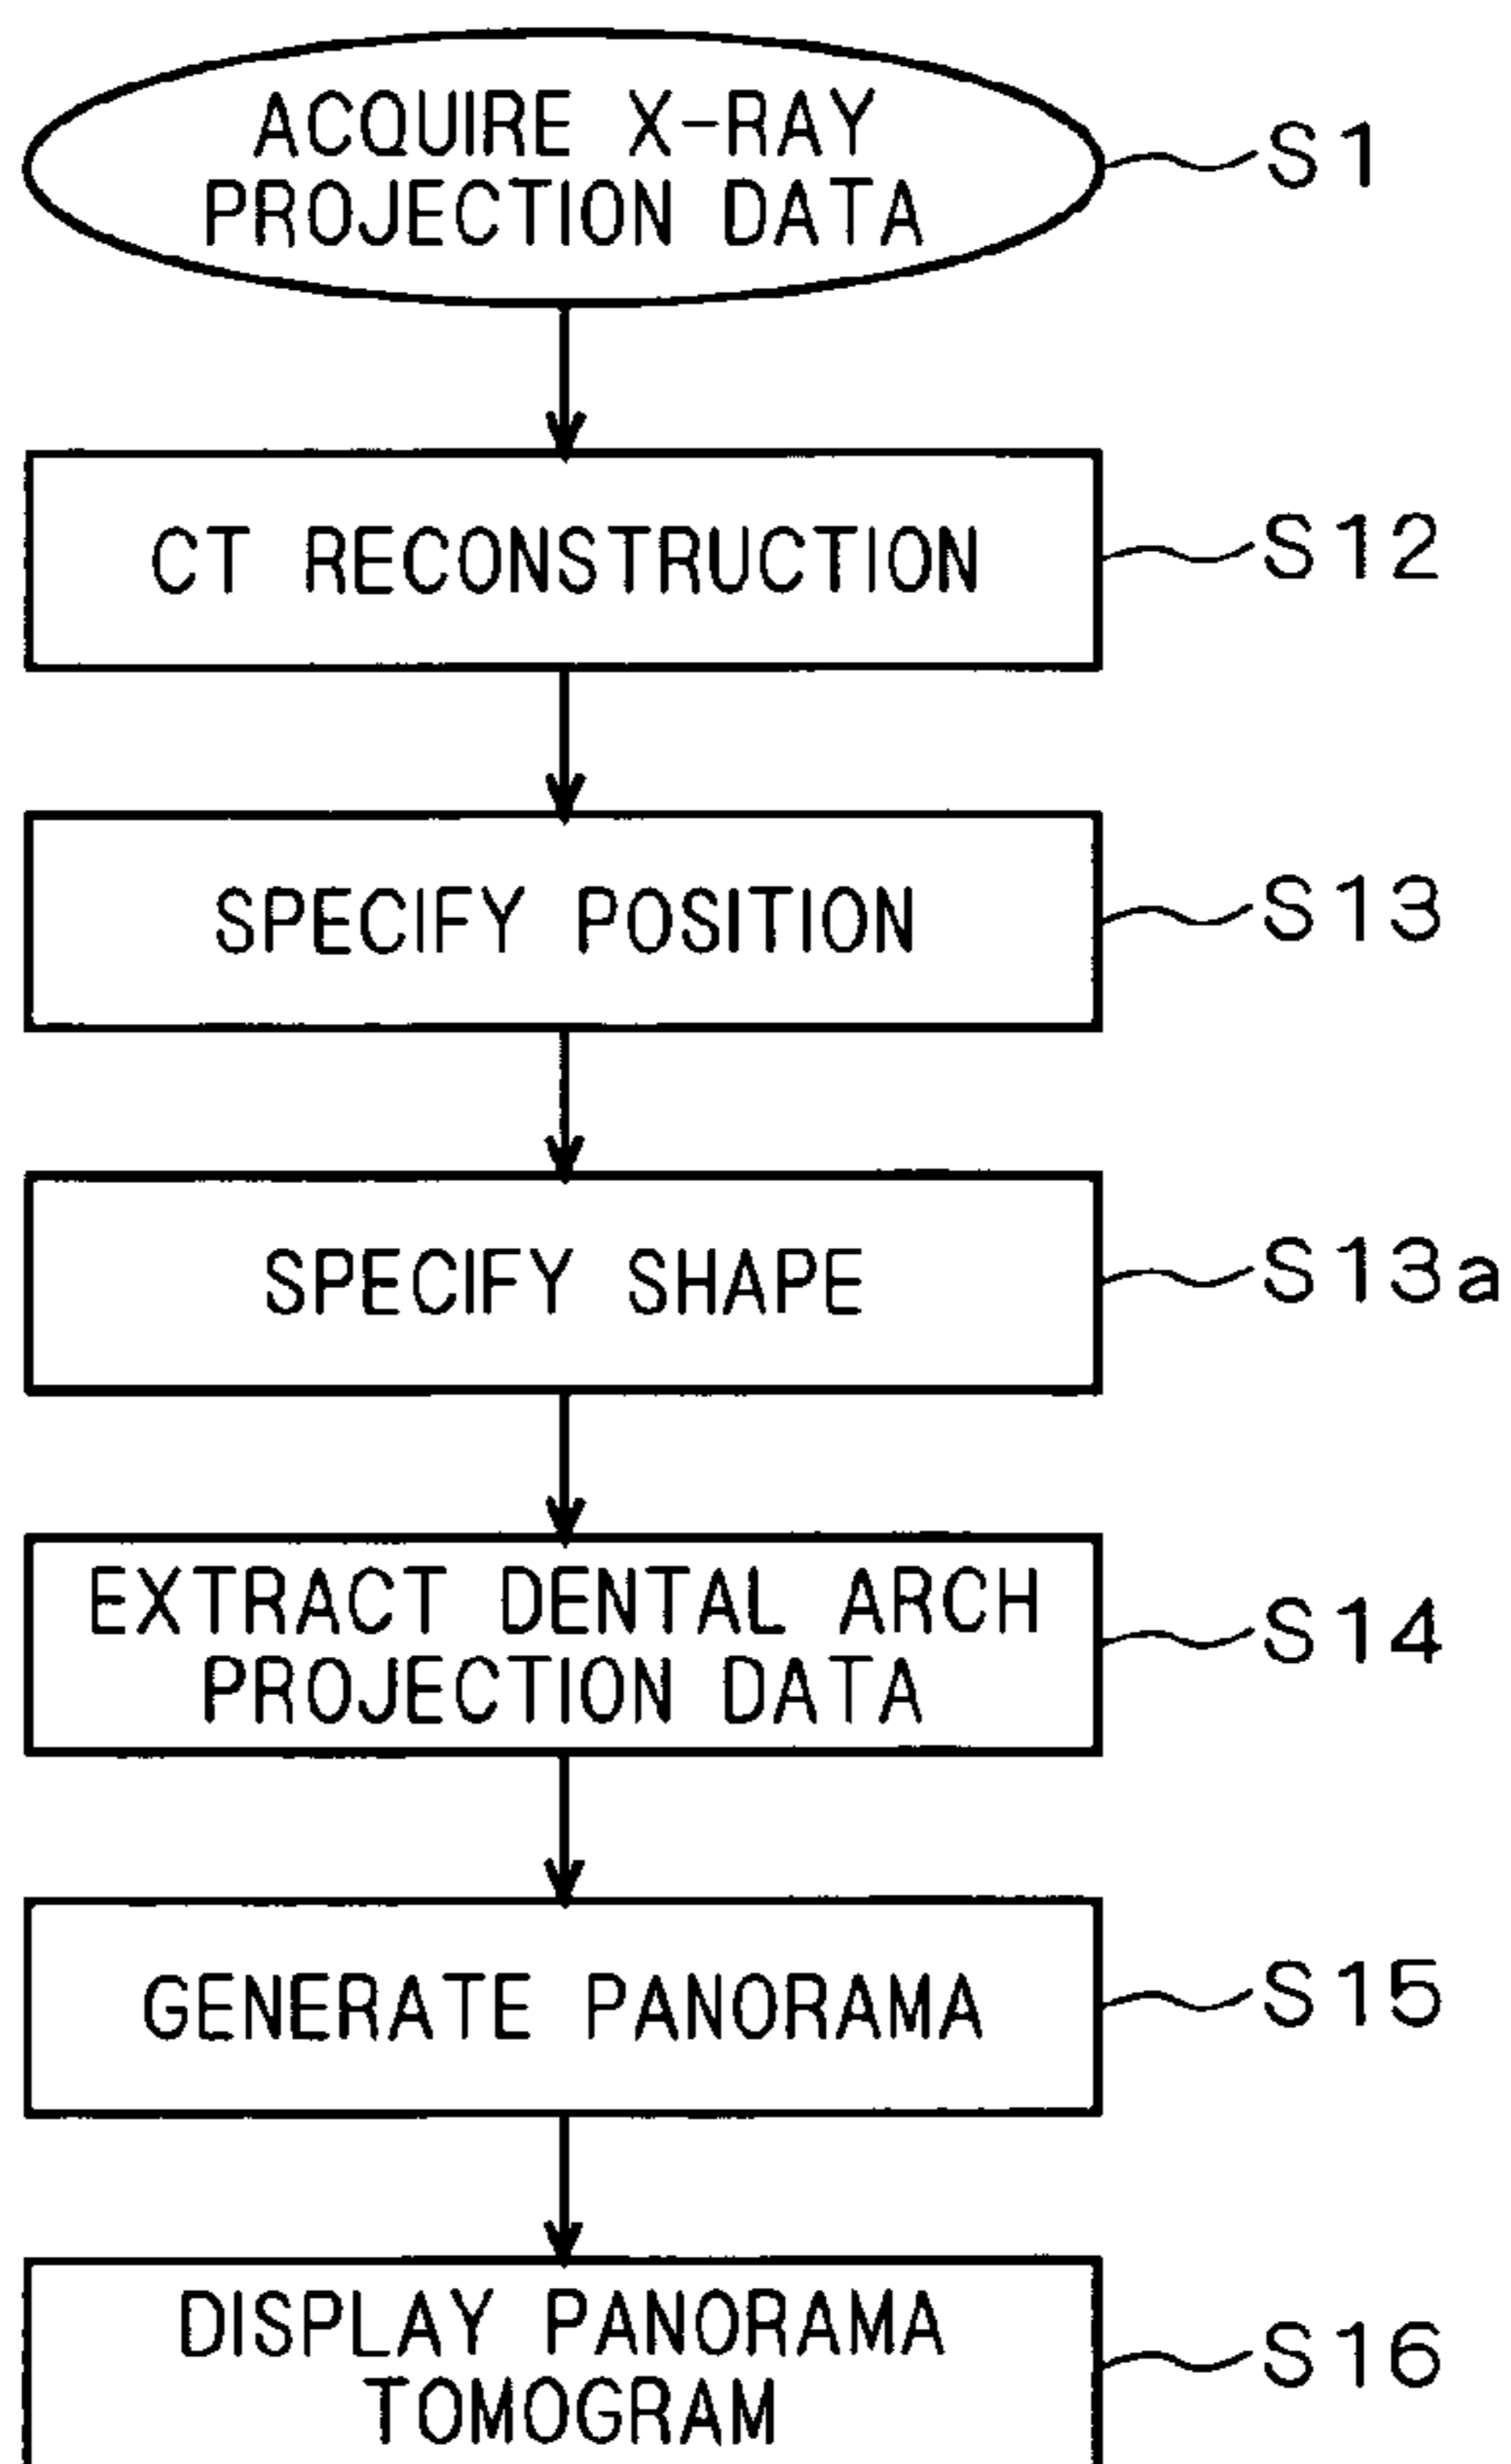 ACQUIRE X-RAY
PROJECTION DATA
S1
CT RECONSTRUCTION
S12
SPECIFY POSITION
S13
SPECIFY SHAPE
S13a
EXTRACT DENTAL ARCH
PROJECTION DATA
S14
GENERATE PANORAMA
S15
DISPLAY PANORAMA
TOMOGRAM
S16